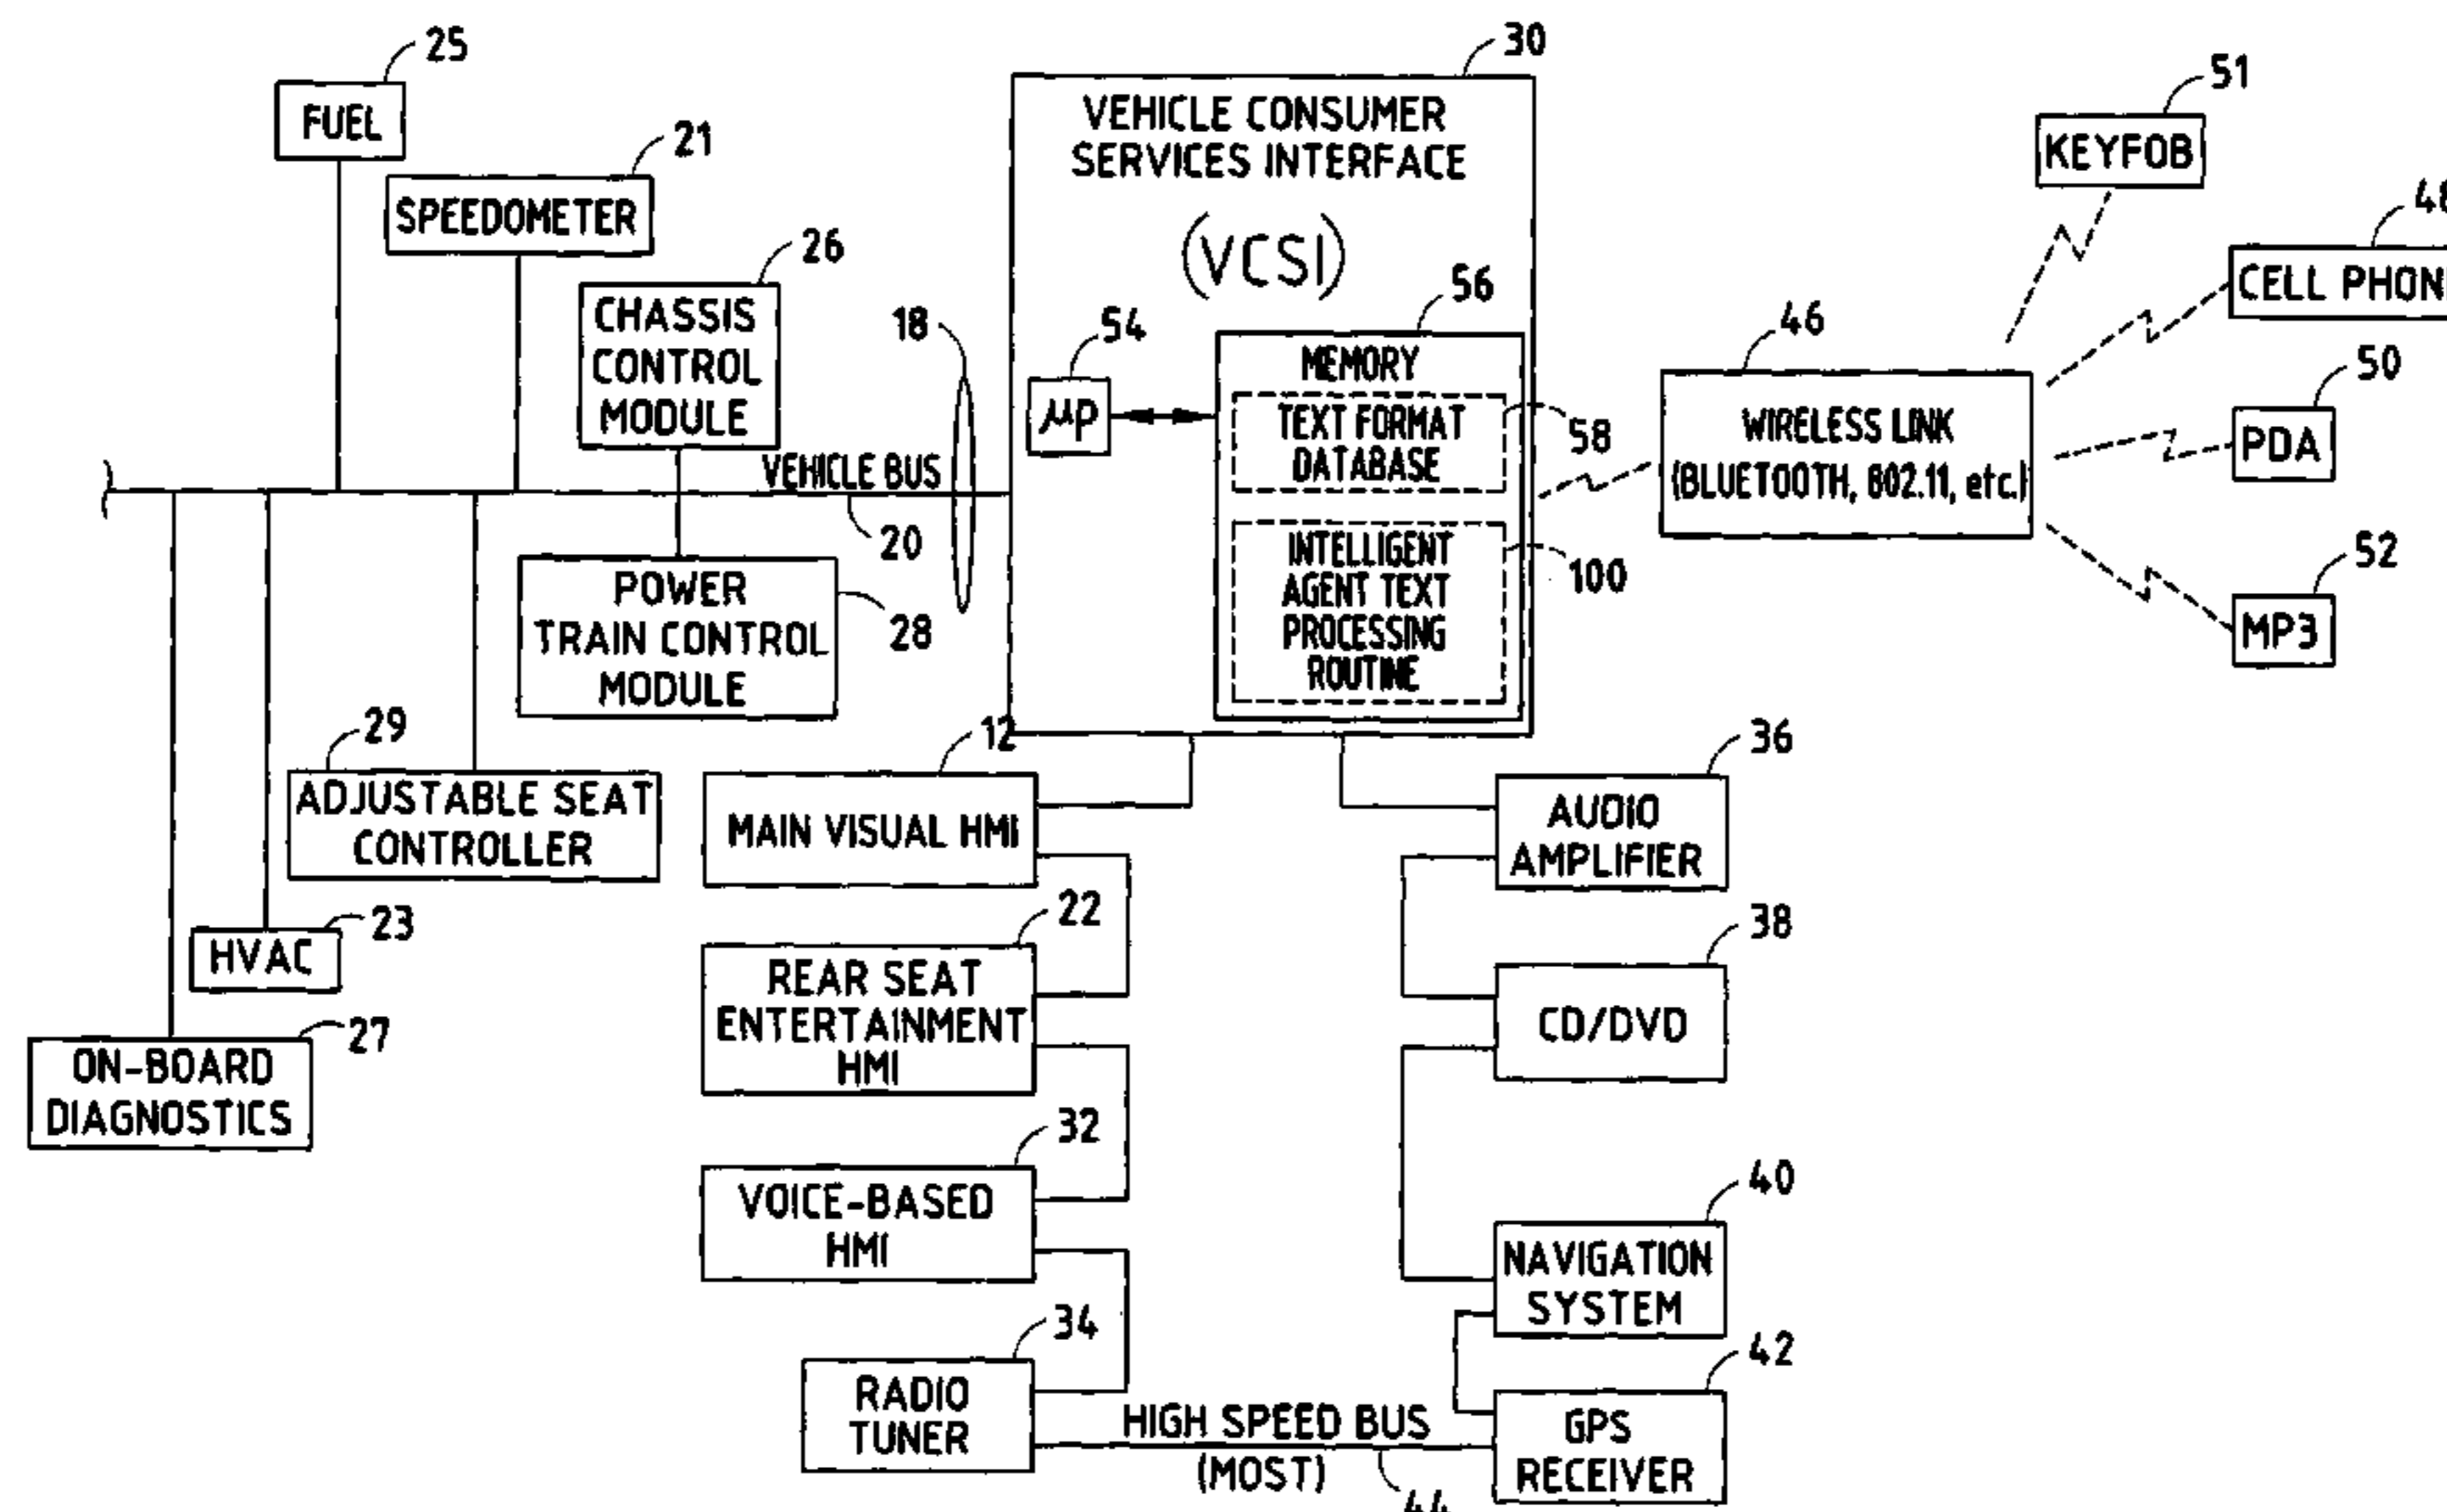 25
FUEL
21
SPEEDOMETER
26
CHASSIS
CONTROL
MODULE
18
VEHICLE BUS
20
POWER
TRAIN CONTROL
MODULE
28
29
ADJUSTABLE SEAT
CONTROLLER
23
HVAC
27
ON-BOARD
DIAGNOSTICS
30
VEHICLE CONSUMER
SERVICES INTERFACE
(VCSI)
54
μp
56
MEMORY
TEXT FORMAT
DATABASE
58
INTELLIGENT
AGENT TEXT
PROCESSING
ROUTINE
100
46
WIRELESS LINK
(BLUETOOTH, 802.11, etc.)
51
KEYFOB
48
CELL PHONE
50
PDA
52
MP3
12
MAIN VISUAL HMI
22
REAR SEAT
ENTERTAINMENT
HMI
32
VOICE-BASED
HMI
34
RADIO
TUNER
HIGH SPEED BUS
(MOST)
44
36
AUDIO
AMPLIFIER
38
CD/DVD
40
NAVIGATION
SYSTEM
42
GPS
RECEIVER